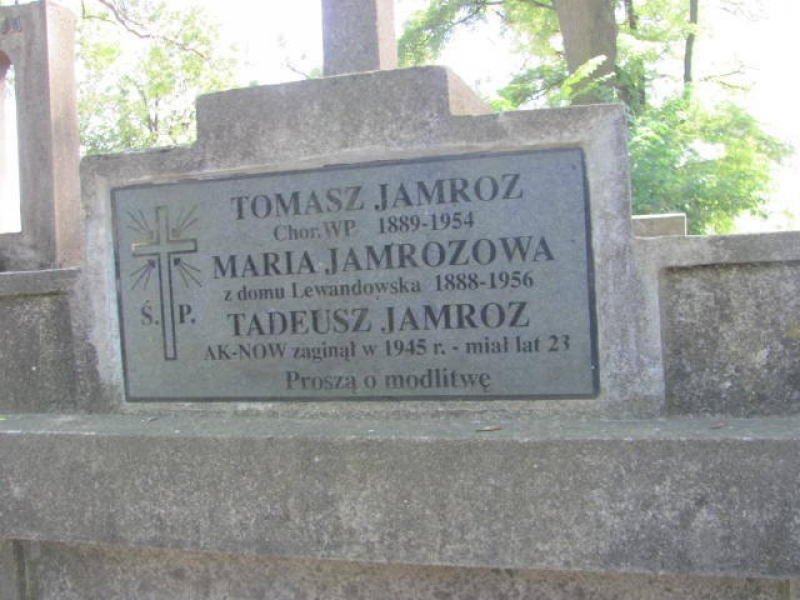 TOMASZ JAMROZ
Chor.WP 1889-1954
MARIA JAMROZOWA
z domu Lewandowska 1888-1956
Ś. P.
TADEUSZ JAMROZ
AK-NOW zaginął w 1945 r. - miał lat 23
Proszą o modlitwę